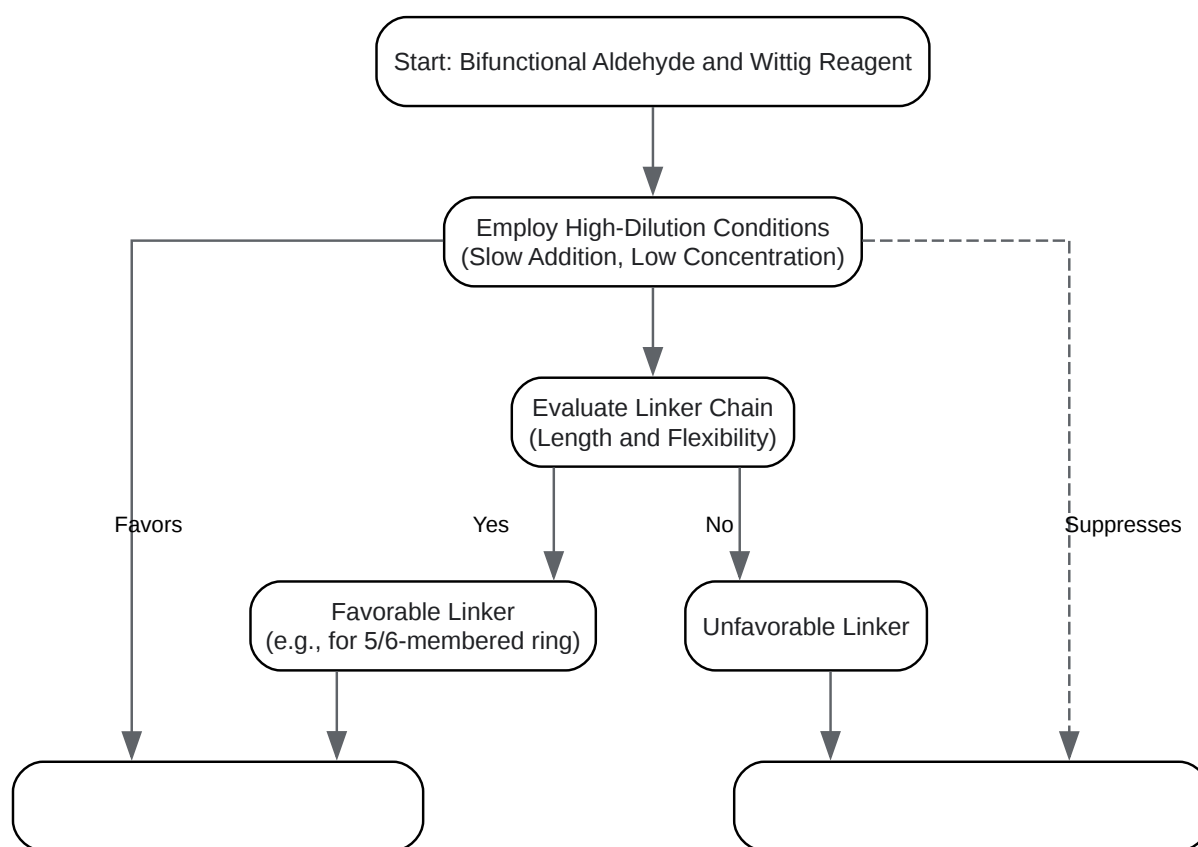 Start: Bifunctional Aldehyde and Wittig Reagent
Employ High-Dilution Conditions
(Slow Addition, Low Concentration)
Evaluate Linker Chain
(Length and Flexibility)
Favors
Yes
No
Suppresses
Favorable Linker
(e.g., for 5/6-membered ring)
Unfavorable Linker